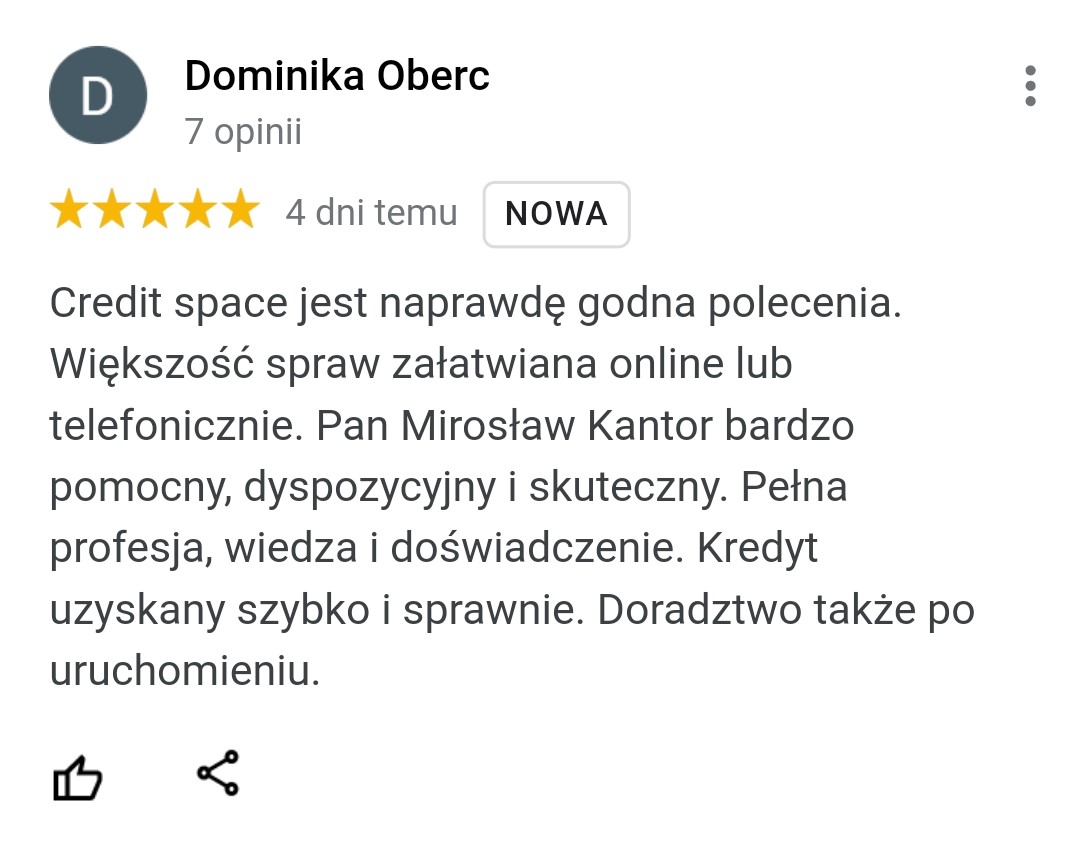 D
Dominika Oberc
7 opinii
4 dni temu NOWA
Credit space jest naprawdę godna polecenia.
Większość spraw załatwiana online lub
telefonicznie. Pan Mirosław Kantor bardzo
pomocny, dyspozycyjny i skuteczny. Pełna
profesja, wiedza i doświadczenie. Kredyt
uzyskany szybko i sprawnie. Doradztwo także po
uruchomieniu.